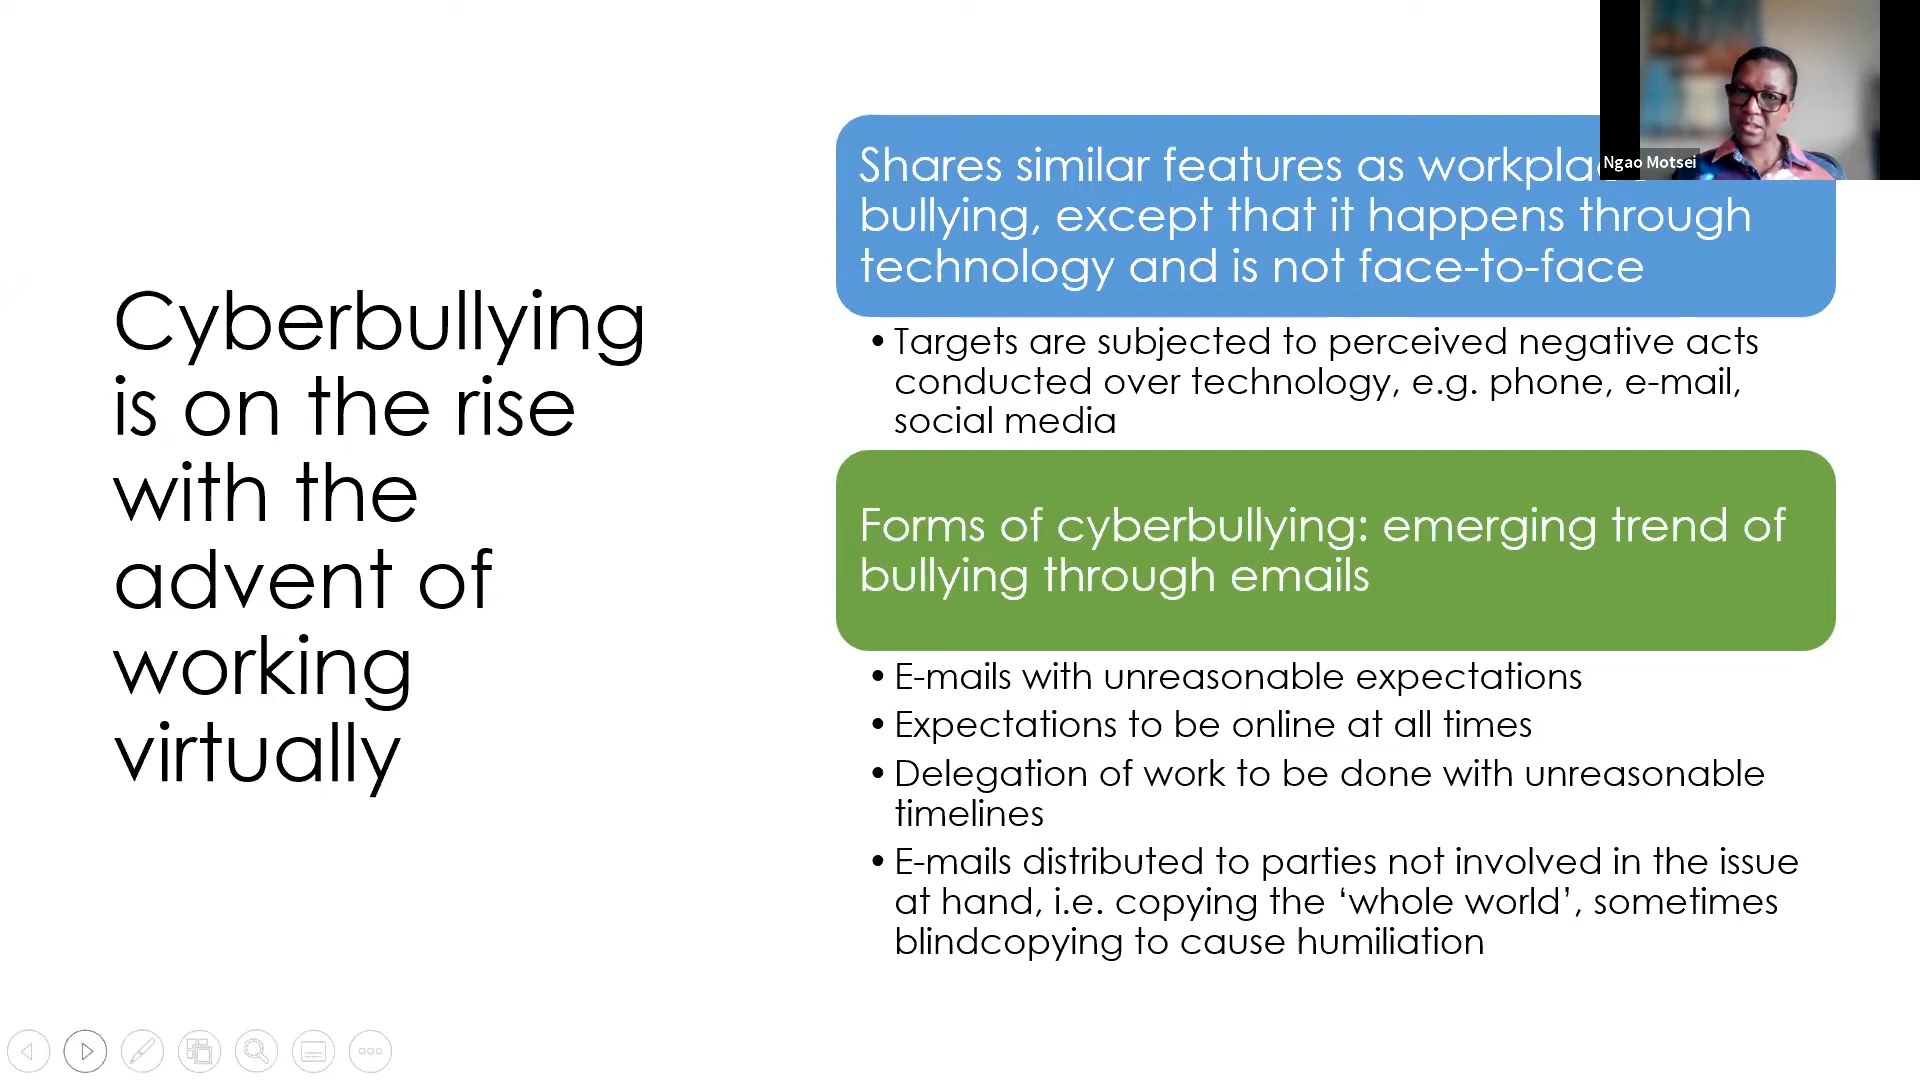 Cyberbullying
is on the rise
with the
advent of
working
virtually
Shares similar features as
bullying, except that it happens through
technology and is not face-to-face
• Targets are subjected to perceived negative acts
conducted over technology, e.g. phone, e-mail,
social media
Forms of cyberbullying: emerging trend of
bullying through emails
• E-mails with unreasonable expectations
• Expectations to be online at all times
• Delegation of work to be done with unreasonable
timelines
• E-mails distributed to parties not involved in the issue
at hand, i.e. copying the ‘whole world’, sometimes
blindcopying to cause humiliation
Ngao Motsei